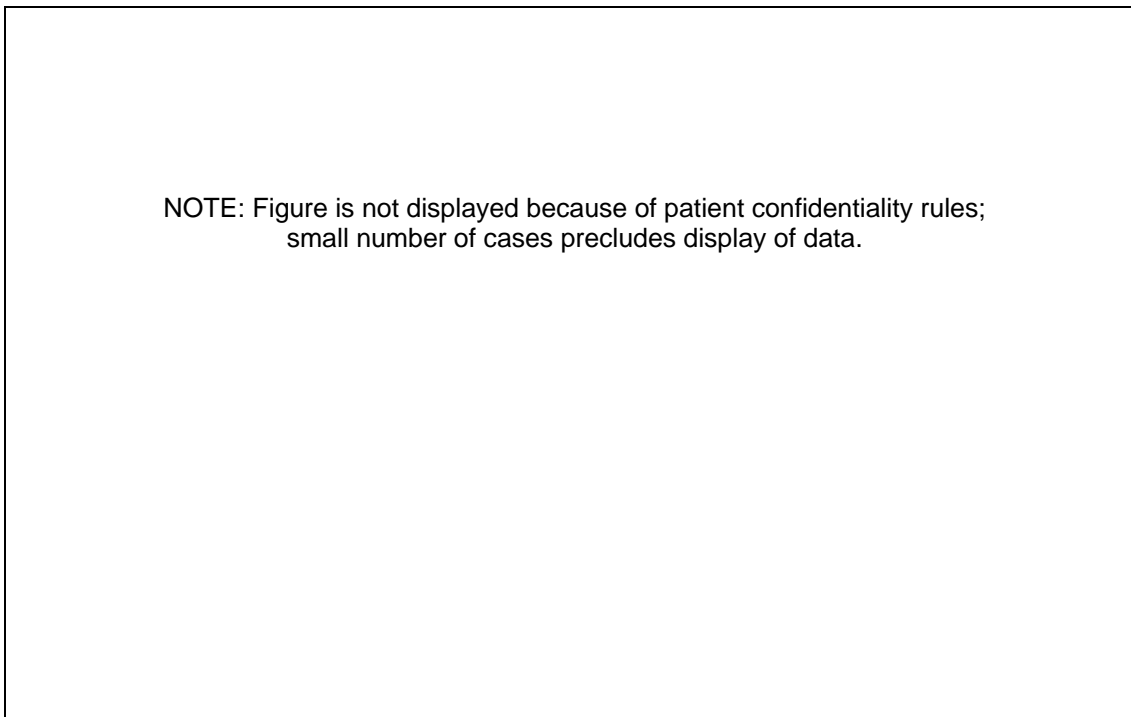 NOTE: Figure is not displayed because of patient confidentiality rules;
small number of cases precludes display of data.